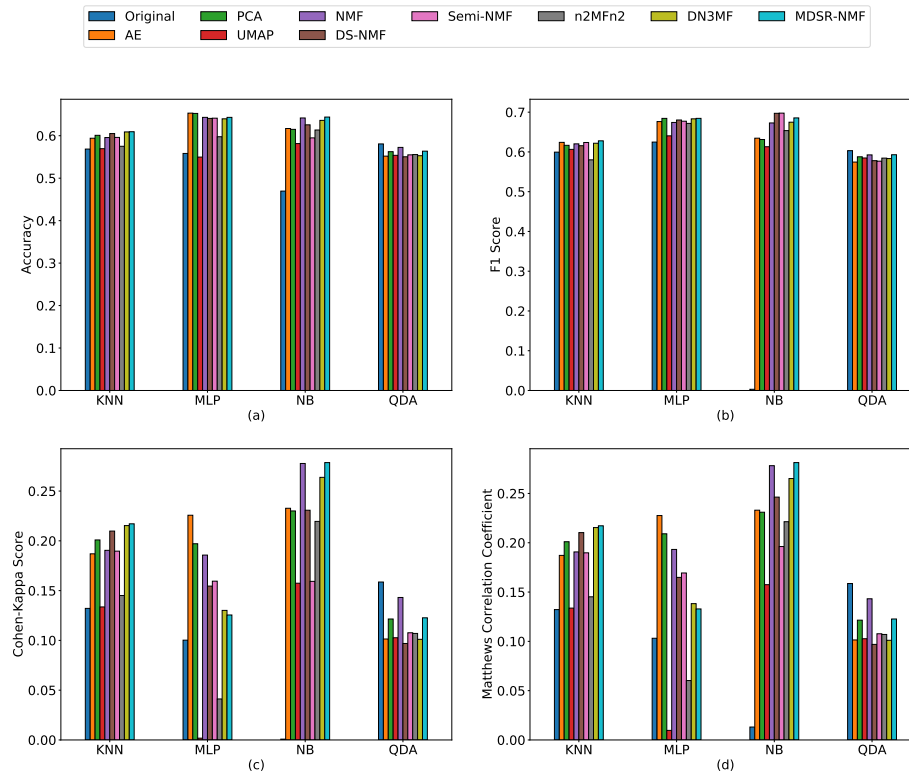 Original PCA NMF Semi-NMF n2MFn2 DN3MF MDSR-NMF
AE UMAP DS-NMF
Accuracy
0.6
0.5
0.4
0.3
0.2
0.1
0.0
KNN MLP NB QDA
(a)
F1 Score
0.7
0.6
0.5
0.4
0.3
0.2
0.1
0.0
KNN MLP NB QDA
(b)
Cohen-Kappa Score
0.25
0.20
0.15
0.10
0.05
0.00
KNN MLP NB QDA
(c)
Matthews Correlation Coefficient
0.25
0.20
0.15
0.10
0.05
0.00
KNN MLP NB QDA
(d)